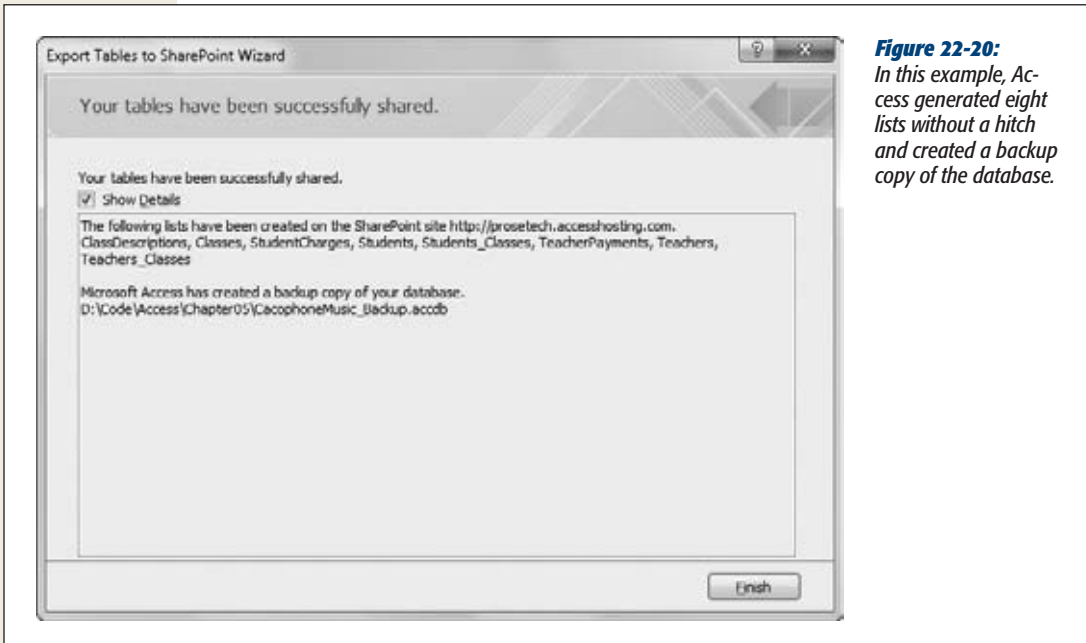 Export Tables to SharePoint Wizard
Your tables have been successfully shared.
Your tables have been successfully shared.
Show Details
The following lists have been created on the SharePoint site http://prosetech.accesshosting.com.
ClassDescriptions, Classes, StudentCharges, Students, Students_Classes, TeacherPayments, Teachers,
Teachers_Classes
Microsoft Access has created a backup copy of your database.
D:\Code\Access\Chapter05\CacophoneMusic_Backup.accdb
Finish
Figure 22-20:
In this example, Ac-
cess generated eight
lists without a hitch
and created a backup
copy of the database.